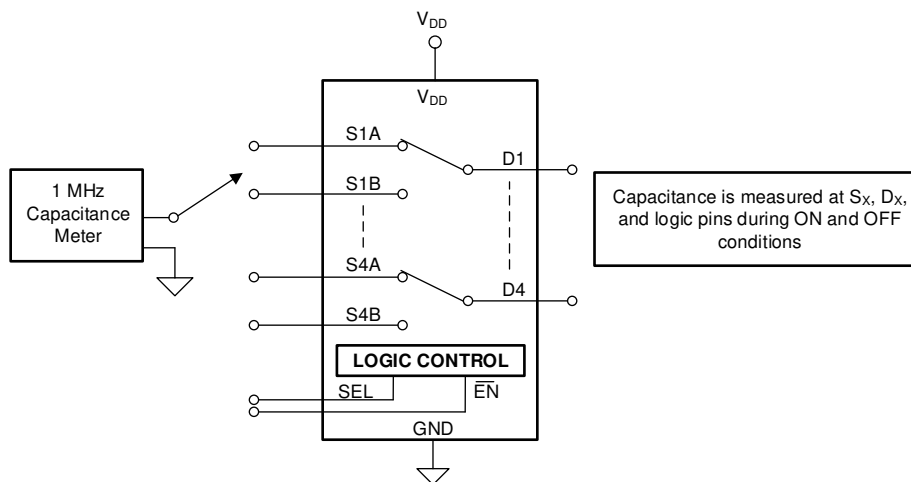 V_DD
V_DD
S1A
D1
S1B
1 MHz
Capacitance
Meter
Capacitance is measured at S_X, D_X,
and logic pins during ON and OFF
conditions
S4A
D4
S4B
LOGIC CONTROL
SEL
E̅N̅
GND